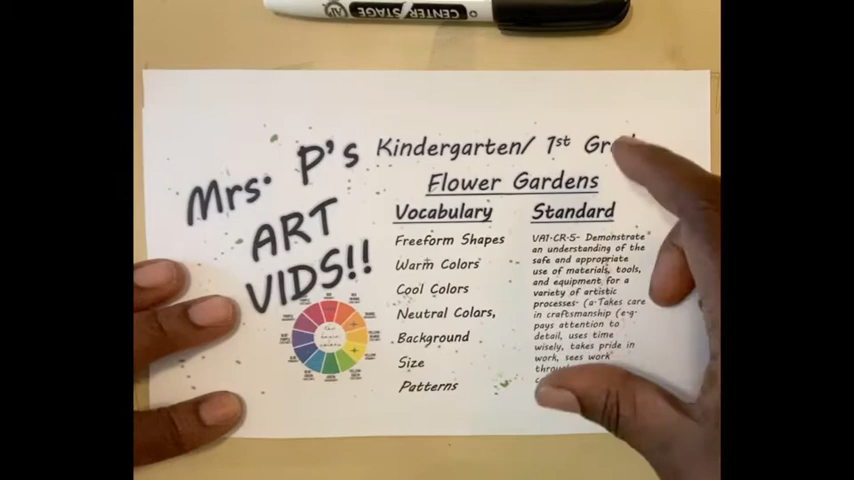 CENTER STAGE
Mrs. P's
ART
VIDS!!
Kindergarten/ 1st
Flower Gardens
Vocabulary
Freeform Shapes
Warm Colors
Cool Colors
Neutral Colors,
Background
Size
Patterns
Standard
VA1.CR.5- Demonstrate
an understanding of the
safe and appropriate
use of materials, tools,
and equipment for a
variety of artistic
processes. (a.Takes care
in craftsmanship (e.g.
pays attention to
detail, uses time
wisely, takes pride in
work, sees work